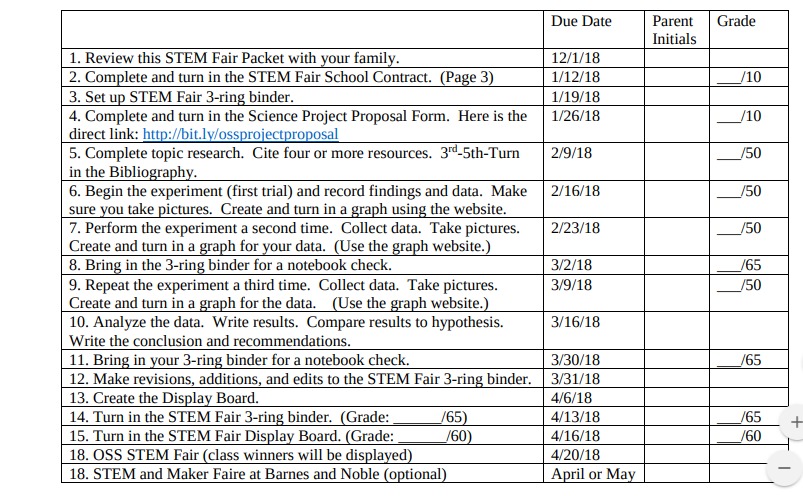 Due Date Parent Grade
Initials
1. Review this STEM Fair Packet with your family. 12/1/18
2. Complete and turn in the STEM Fair School Contract. (Page 3) 1/12/18 ___/10
3. Set up STEM Fair 3-ring binder. 1/19/18
4. Complete and turn in the Science Project Proposal Form. Here is the 1/26/18 ___/10
direct link: http://bit.ly/ossprojectproposal
5. Complete topic research. Cite four or more resources. 3rd-5th-Turn 2/9/18 ___/50
in the Bibliography.
6. Begin the experiment (first trial) and record findings and data. Make 2/16/18 ___/50
sure you take pictures. Create and turn in a graph using the website.
7. Perform the experiment a second time. Collect data. Take pictures. 2/23/18 ___/50
Create and turn in a graph for your data. (Use the graph website.)
8. Bring in the 3-ring binder for a notebook check. 3/2/18 ___/65
9. Repeat the experiment a third time. Collect data. Take pictures. 3/9/18 ___/50
Create and turn in a graph for the data. (Use the graph website.)
10. Analyze the data. Write results. Compare results to hypothesis. 3/16/18
Write the conclusion and recommendations.
11. Bring in your 3-ring binder for a notebook check. 3/30/18 ___/65
12. Make revisions, additions, and edits to the STEM Fair 3-ring binder. 3/31/18
13. Create the Display Board. 4/6/18
14. Turn in the STEM Fair 3-ring binder. (Grade: ______/65) 4/13/18 ___/65
15. Turn in the STEM Fair Display Board. (Grade: ______/60) 4/16/18 ___/60
18. OSS STEM Fair (class winners will be displayed) 4/20/18
18. STEM and Maker Faire at Barnes and Noble (optional) April or May